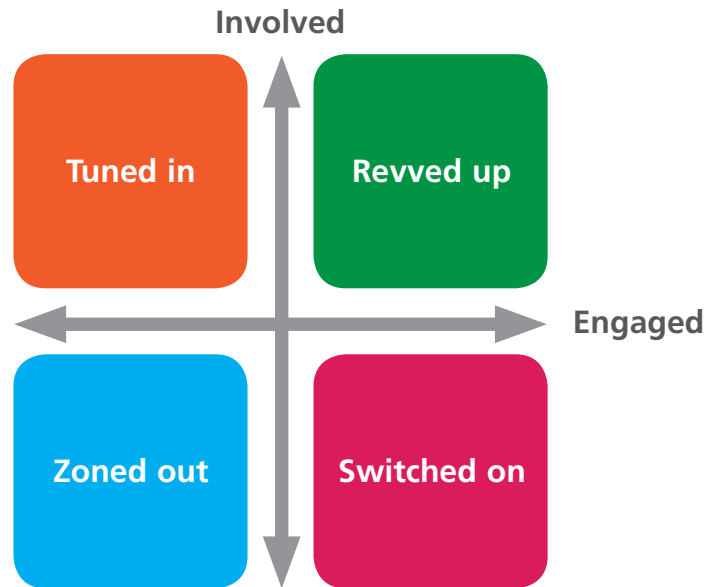 Involved
Tuned in
Revved up
Engaged
Zoned out
Switched on